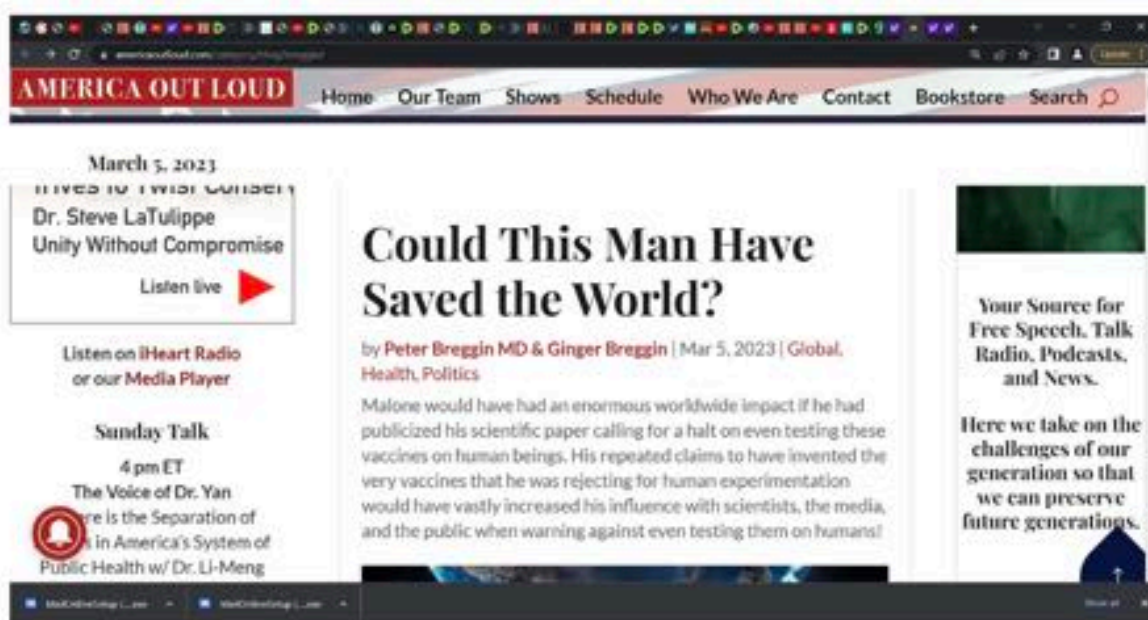 AMERICA OUT LOUD
Home Our Team Shows Schedule Who We Are Contact Bookstore Search
March 5, 2023
Dr. Steve LaTulippe
Unity Without Compromise
Listen live
Listen on iHeart Radio
or our Media Player
Sunday Talk
4 pm ET
The Voice of Dr. Yan
re is the Separation of
in America's System of
Public Health w/ Dr. Li-Meng
Could This Man Have
Saved the World?
by Peter Breggin MD & Ginger Breggin | Mar 5, 2023 | Global,
Health, Politics
Malone would have had an enormous worldwide impact if he had
publicized his scientific paper calling for a halt on even testing these
vaccines on human beings. His repeated claims to have invented the
very vaccines that he was rejecting for human experimentation
would have vastly increased his influence with scientists, the media,
and the public when warning against even testing them on humans!
Your Source for
Free Speech, Talk
Radio, Podcasts,
and News.
Here we take on the
challenges of our
generation so that
we can preserve
future generations.